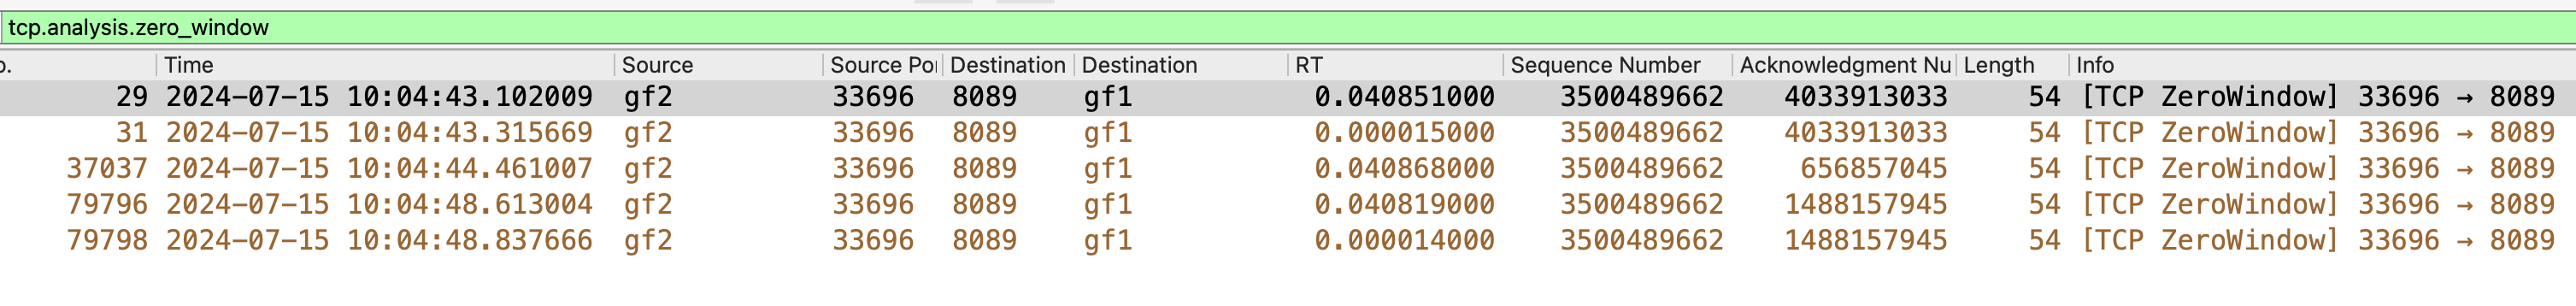 tcp.analysis.zero_window
o. Time Source Source Por Destination Destination RT Sequence Number Acknowledgment Nu Length Info
29 2024-07-15 10:04:43.102009 gf2 33696 8089 gf1 0.040851000 3500489662 4033913033 54 [TCP ZeroWindow] 33696 → 8089
31 2024-07-15 10:04:43.315669 gf2 33696 8089 gf1 0.000015000 3500489662 4033913033 54 [TCP ZeroWindow] 33696 → 8089
37037 2024-07-15 10:04:44.461007 gf2 33696 8089 gf1 0.040868000 3500489662 656857045 54 [TCP ZeroWindow] 33696 → 8089
79796 2024-07-15 10:04:48.613004 gf2 33696 8089 gf1 0.040819000 3500489662 1488157945 54 [TCP ZeroWindow] 33696 → 8089
79798 2024-07-15 10:04:48.837666 gf2 33696 8089 gf1 0.000014000 3500489662 1488157945 54 [TCP ZeroWindow] 33696 → 8089